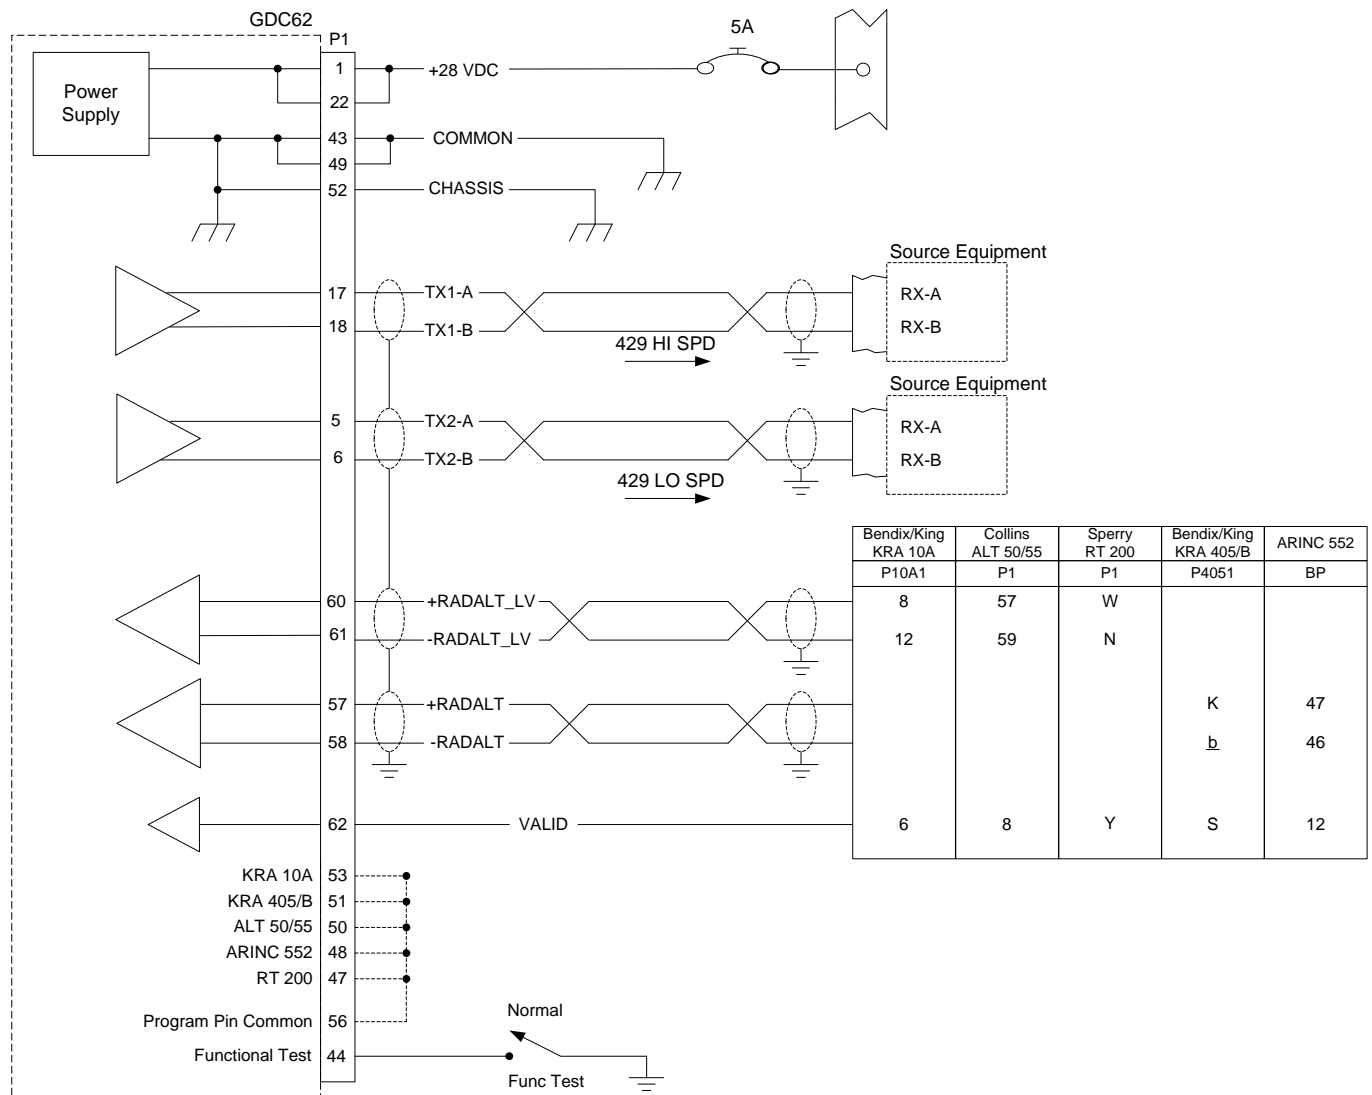 GDC62
P1
5A
Power
Supply
1
+28 VDC
22
43
COMMON
49
52
CHASSIS
Source Equipment
17
TX1-A
RX-A
18
TX1-B
RX-B
429 HI SPD
Source Equipment
5
TX2-A
RX-A
6
TX2-B
RX-B
429 LO SPD
Bendix/King
KRA 10A
Collins
ALT 50/55
Sperry
RT 200
Bendix/King
KRA 405/B
ARINC 552
P10A1
P1
P1
P4051
BP
60
+RADALT_LV
8
57
W
61
-RADALT_LV
12
59
N
57
+RADALT
K
47
58
-RADALT
b
46
62
VALID
6
8
Y
S
12
KRA 10A
53
KRA 405/B
51
ALT 50/55
50
ARINC 552
48
RT 200
47
Program Pin Common
56
Normal
Functional Test
44
Func Test